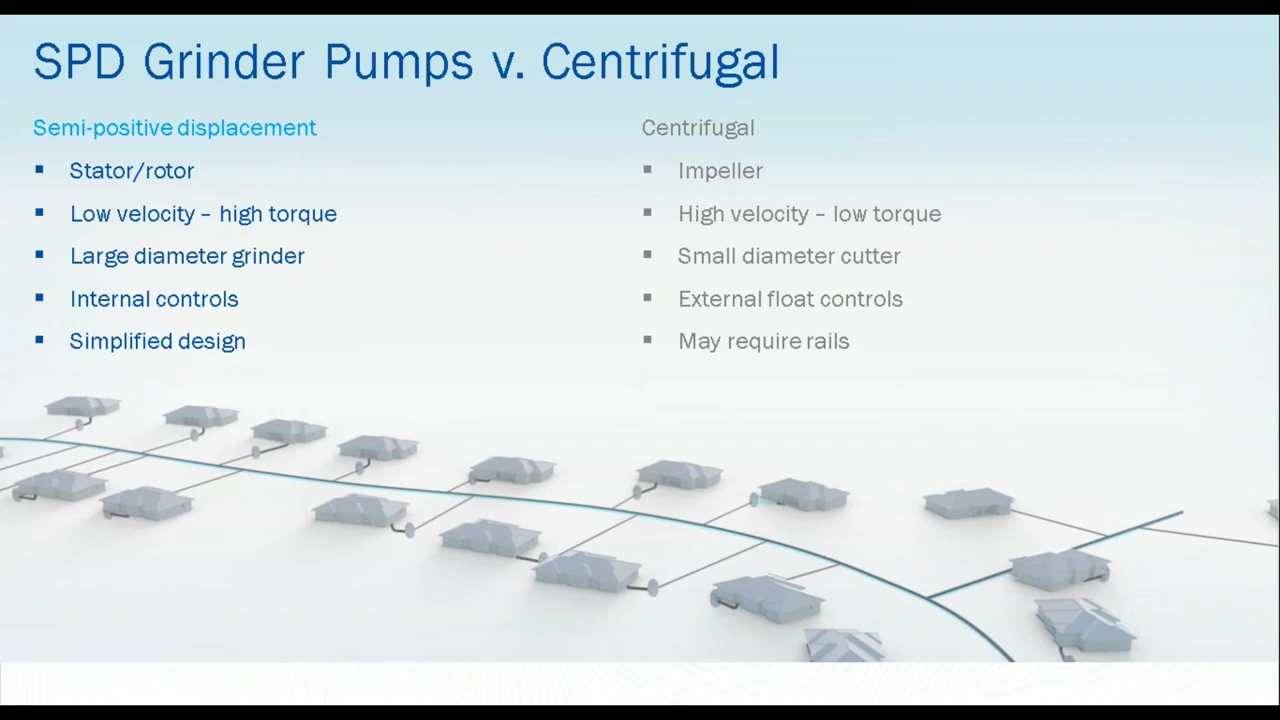 SPD Grinder Pumps v. Centrifugal
Semi-positive displacement
▪ Stator/rotor
▪ Low velocity – high torque
▪ Large diameter grinder
▪ Internal controls
▪ Simplified design
Centrifugal
▪ Impeller
▪ High velocity – low torque
▪ Small diameter cutter
▪ External float controls
▪ May require rails